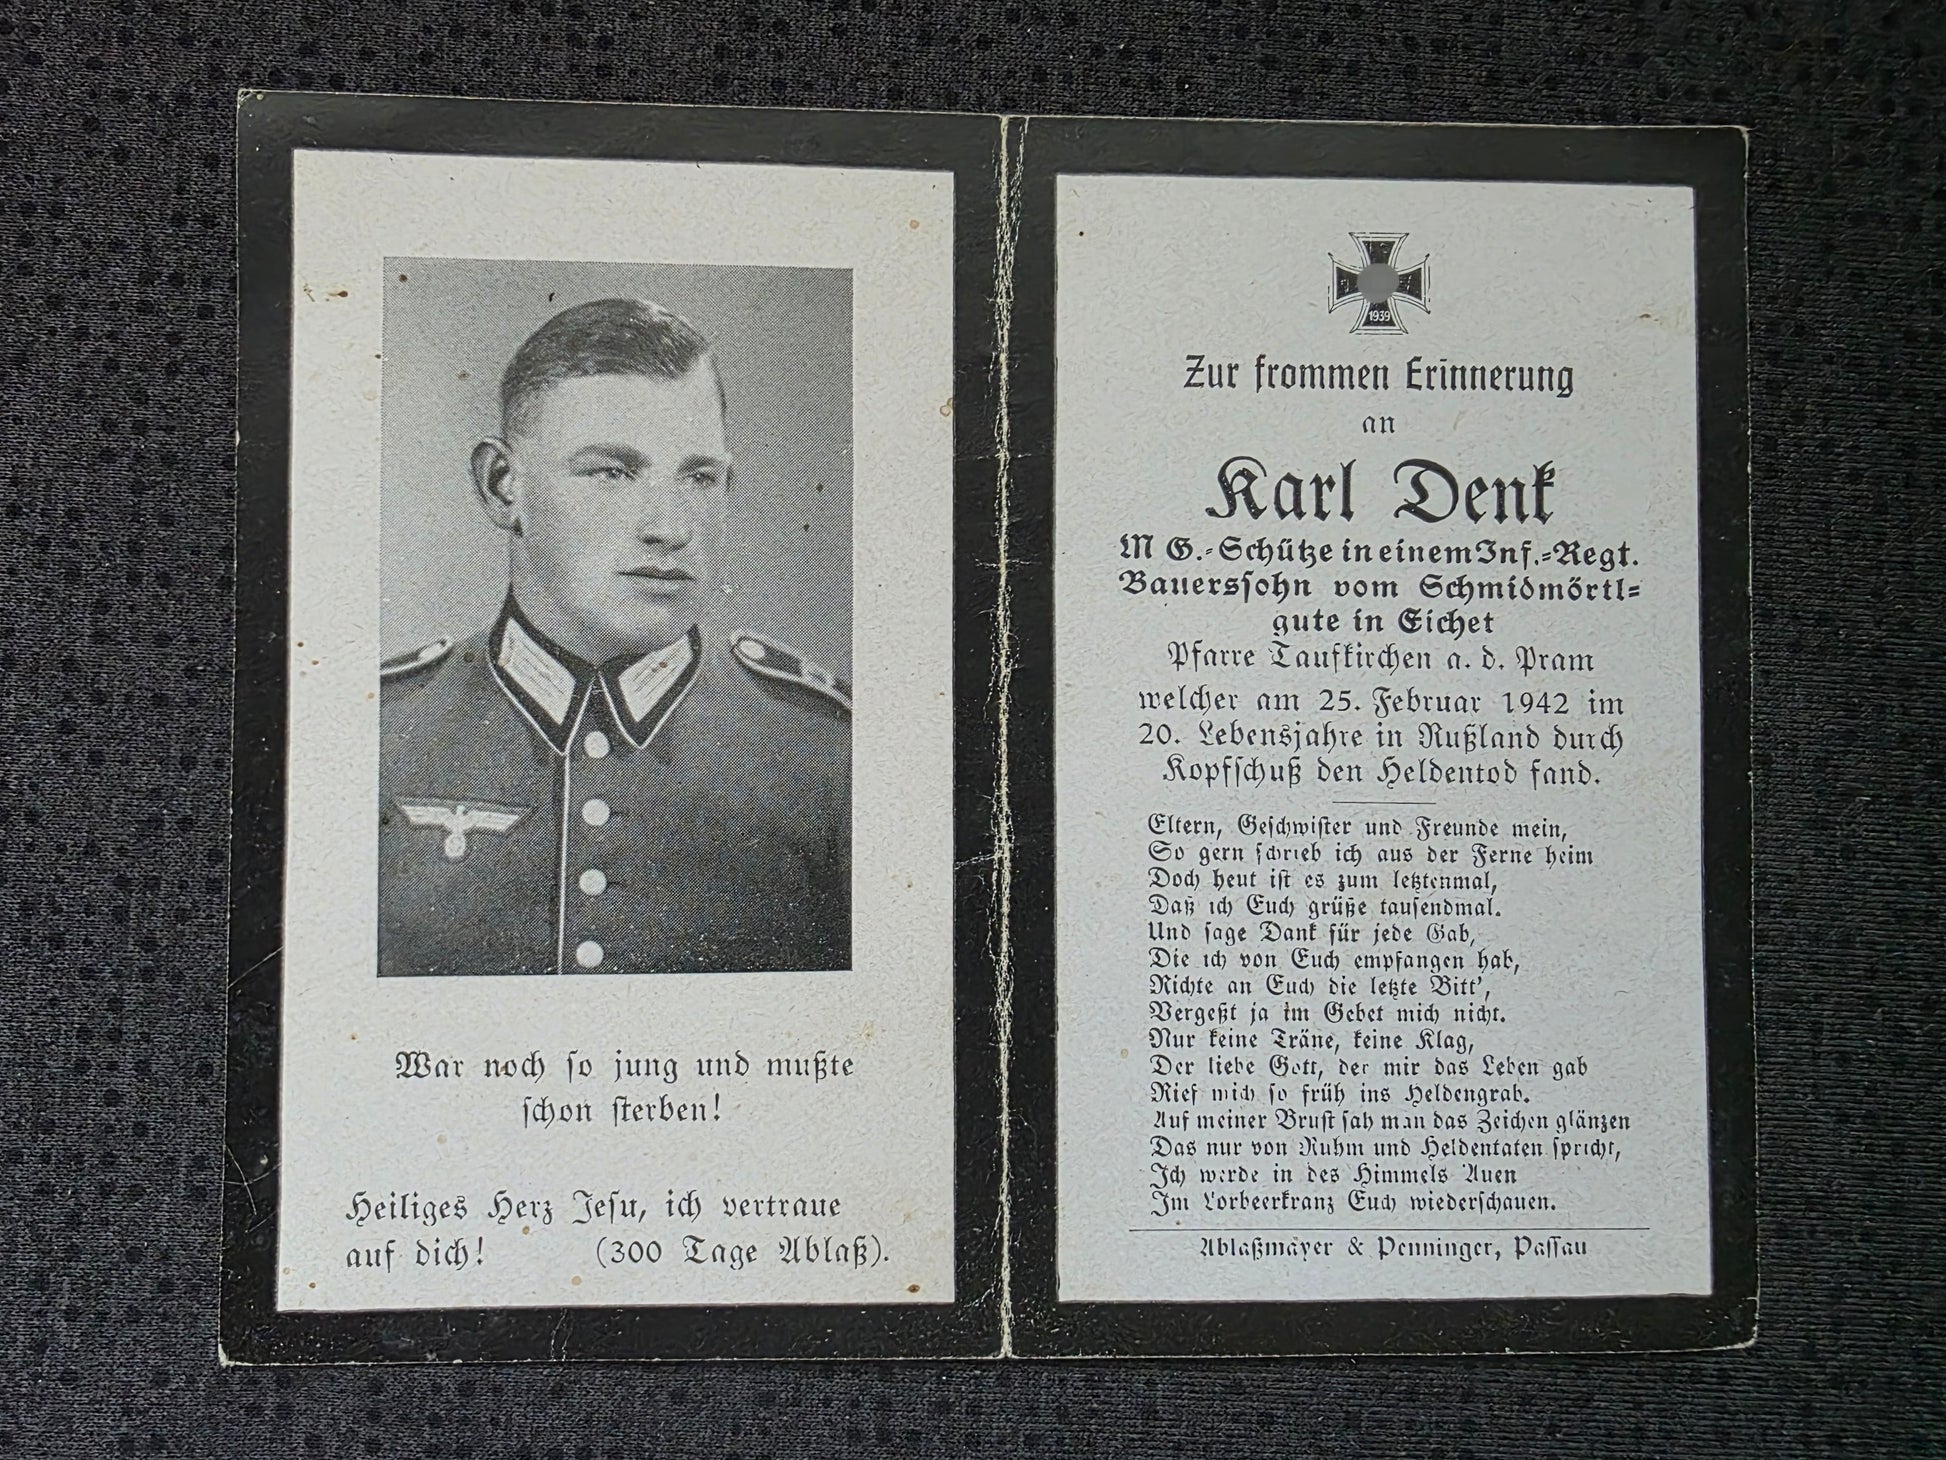 War noch so jung und mußte
schon sterben!
Heiliges Herz Jesu, ich vertraue
auf dich! (300 Tage Ablaß).
1939
Zur frommen Erinnerung
an
Karl Denk
M G.-Schütze in einem Inf.-Regt.
Bauerssohn vom Schmidmörtl-
gute in Eichet
Pfarre Taufkirchen a. d. Pram
welcher am 25. Februar 1942 im
20. Lebensjahre in Rußland durch
Kopfschuß den Heldentod fand.
Eltern, Geschwister und Freunde mein,
So gern schrieb ich aus der Ferne heim
Doch heut ist es zum letztenmal,
Daß ich Euch grüße tausendmal.
Und sage Dank für jede Gab,
Die ich von Euch empfangen hab,
Richte an Euch die letzte Bitt',
Vergeßt ja im Gebet mich nicht.
Nur keine Träne, keine Klag,
Der liebe Gott, der mir das Leben gab
Rief mich so früh ins Heldengrab.
Auf meiner Brust sah man das Zeichen glänzen
Das nur von Ruhm und Heldentaten spricht,
Ich werde in des Himmels Auen
Im Lorbeerkranz Euch wiederschauen.
Ablaßmayer & Penninger, Passau